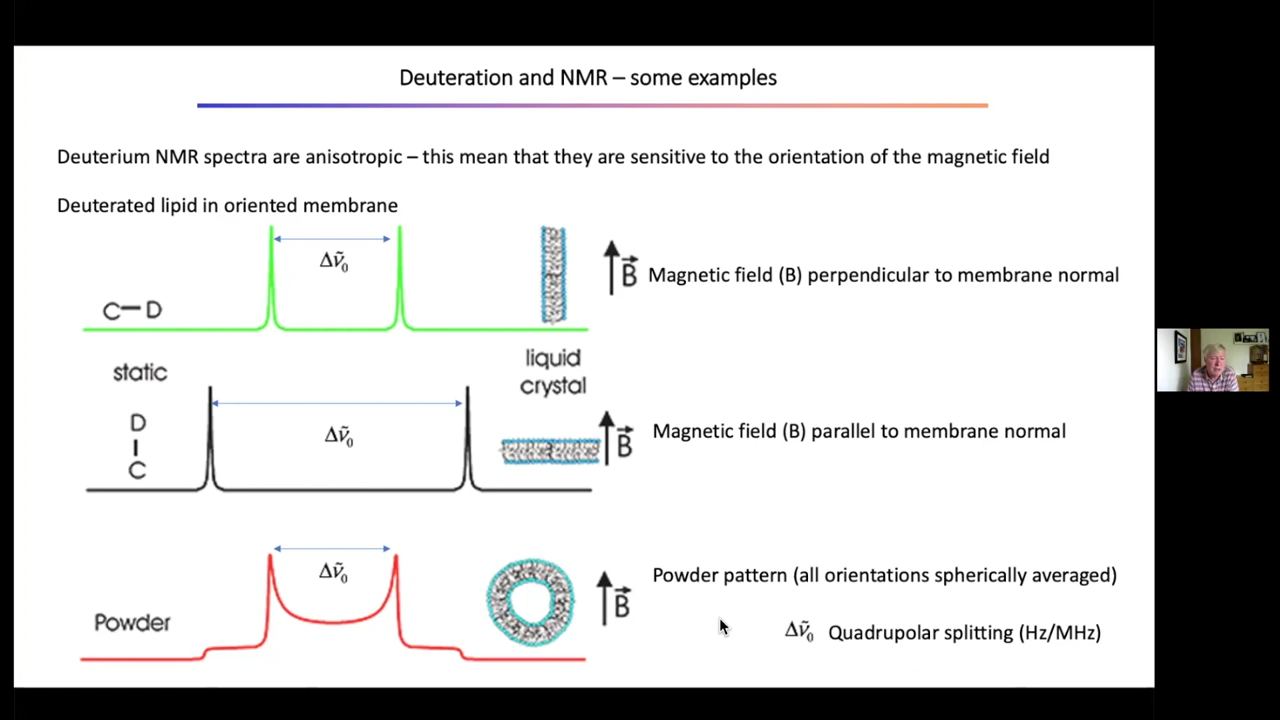 Deuteration and NMR – some examples
Deuterium NMR spectra are anisotropic – this mean that they are sensitive to the orientation of the magnetic field
Deuterated lipid in oriented membrane
Δν̃₀
C–D
B⃗
Magnetic field (B) perpendicular to membrane normal
static
liquid
crystal
Δν̃₀
D
|
C
B⃗
Magnetic field (B) parallel to membrane normal
Δν̃₀
Powder
B⃗
Powder pattern (all orientations spherically averaged)
Δν̃₀ Quadrupolar splitting (Hz/MHz)